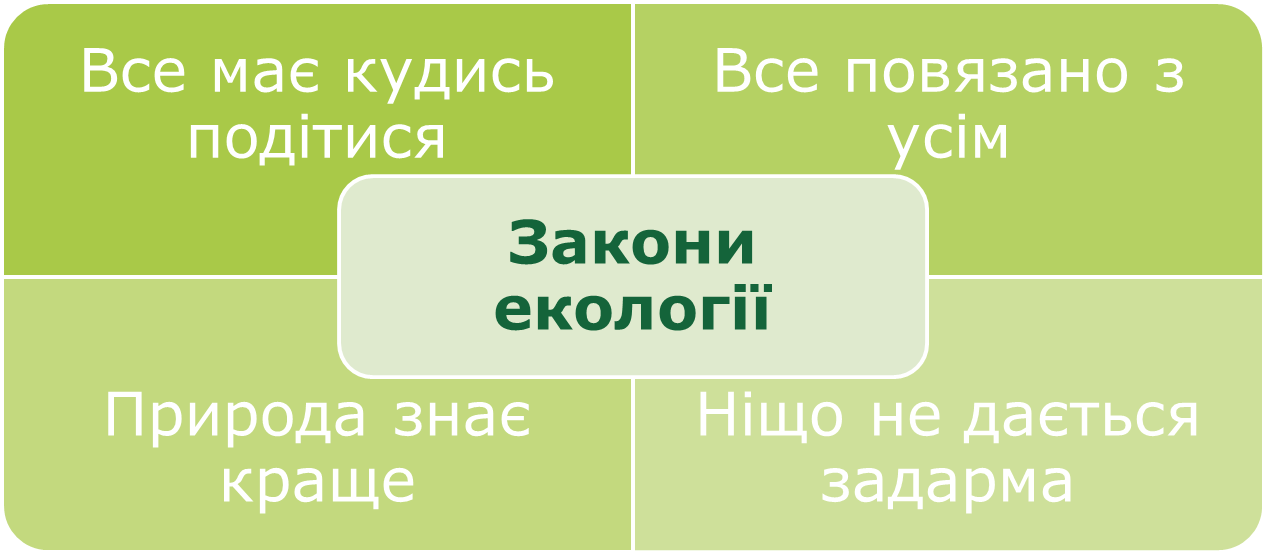 Все має кудись
подітися
Все повязано з
усім
Закони
екології
Природа знає
краще
Ніщо не дається
задарма